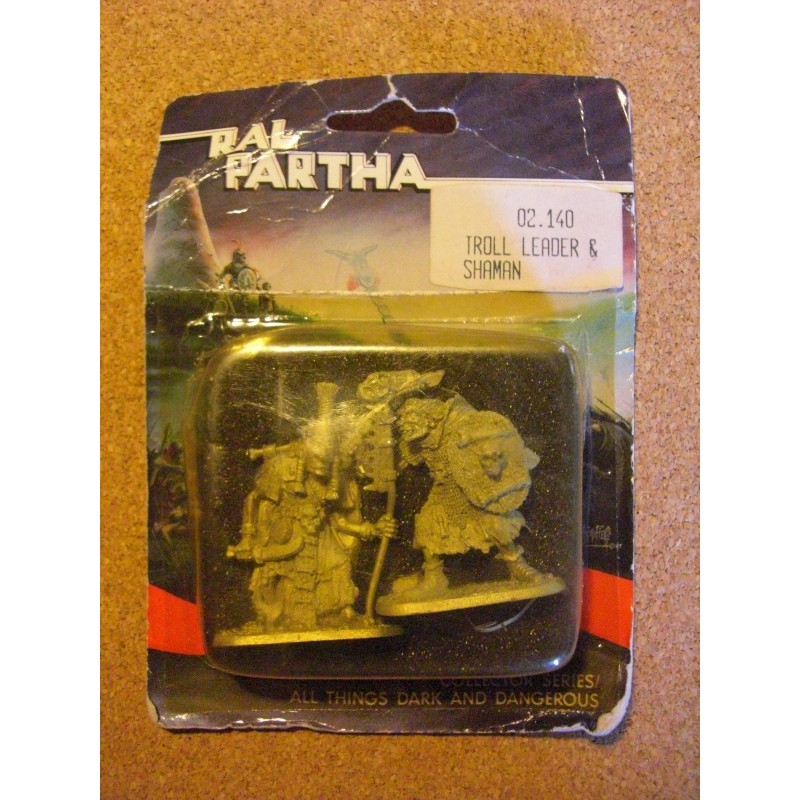 RAL
PARTHA
02.140
TROLL LEADER &
SHAMAN
COLLECTOR SERIES/
ALL THINGS DARK AND DANGEROUS